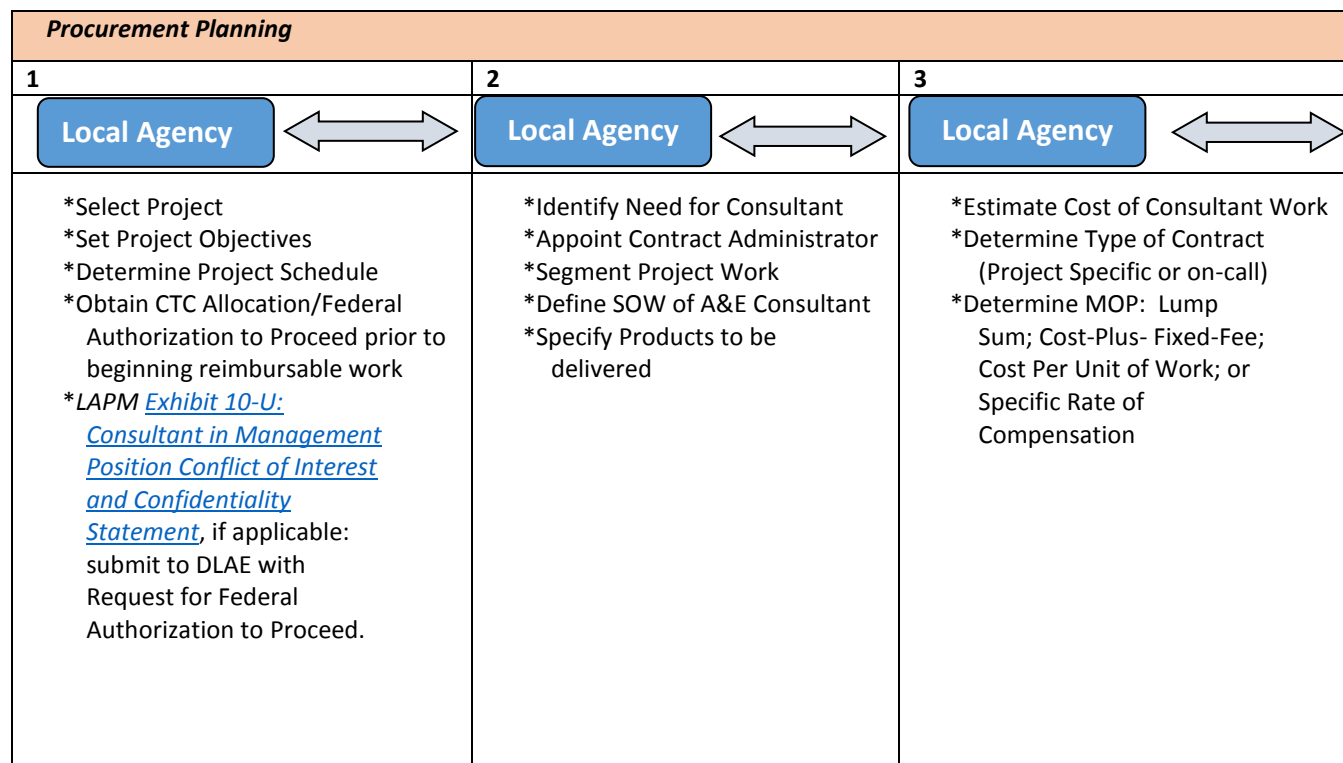 Procurement Planning
1
2
3
Local Agency
Local Agency
Local Agency
*Select Project
*Set Project Objectives
*Determine Project Schedule
*Obtain CTC Allocation/Federal
Authorization to Proceed prior to
beginning reimbursable work
*LAPM Exhibit 10-U:
Consultant in Management
Position Conflict of Interest
and Confidentiality
Statement, if applicable:
submit to DLAE with
Request for Federal
Authorization to Proceed.
*Identify Need for Consultant
*Appoint Contract Administrator
*Segment Project Work
*Define SOW of A&E Consultant
*Specify Products to be
delivered
*Estimate Cost of Consultant Work
*Determine Type of Contract
(Project Specific or on-call)
*Determine MOP:  Lump
Sum; Cost-Plus- Fixed-Fee;
Cost Per Unit of Work; or
Specific Rate of
Compensation